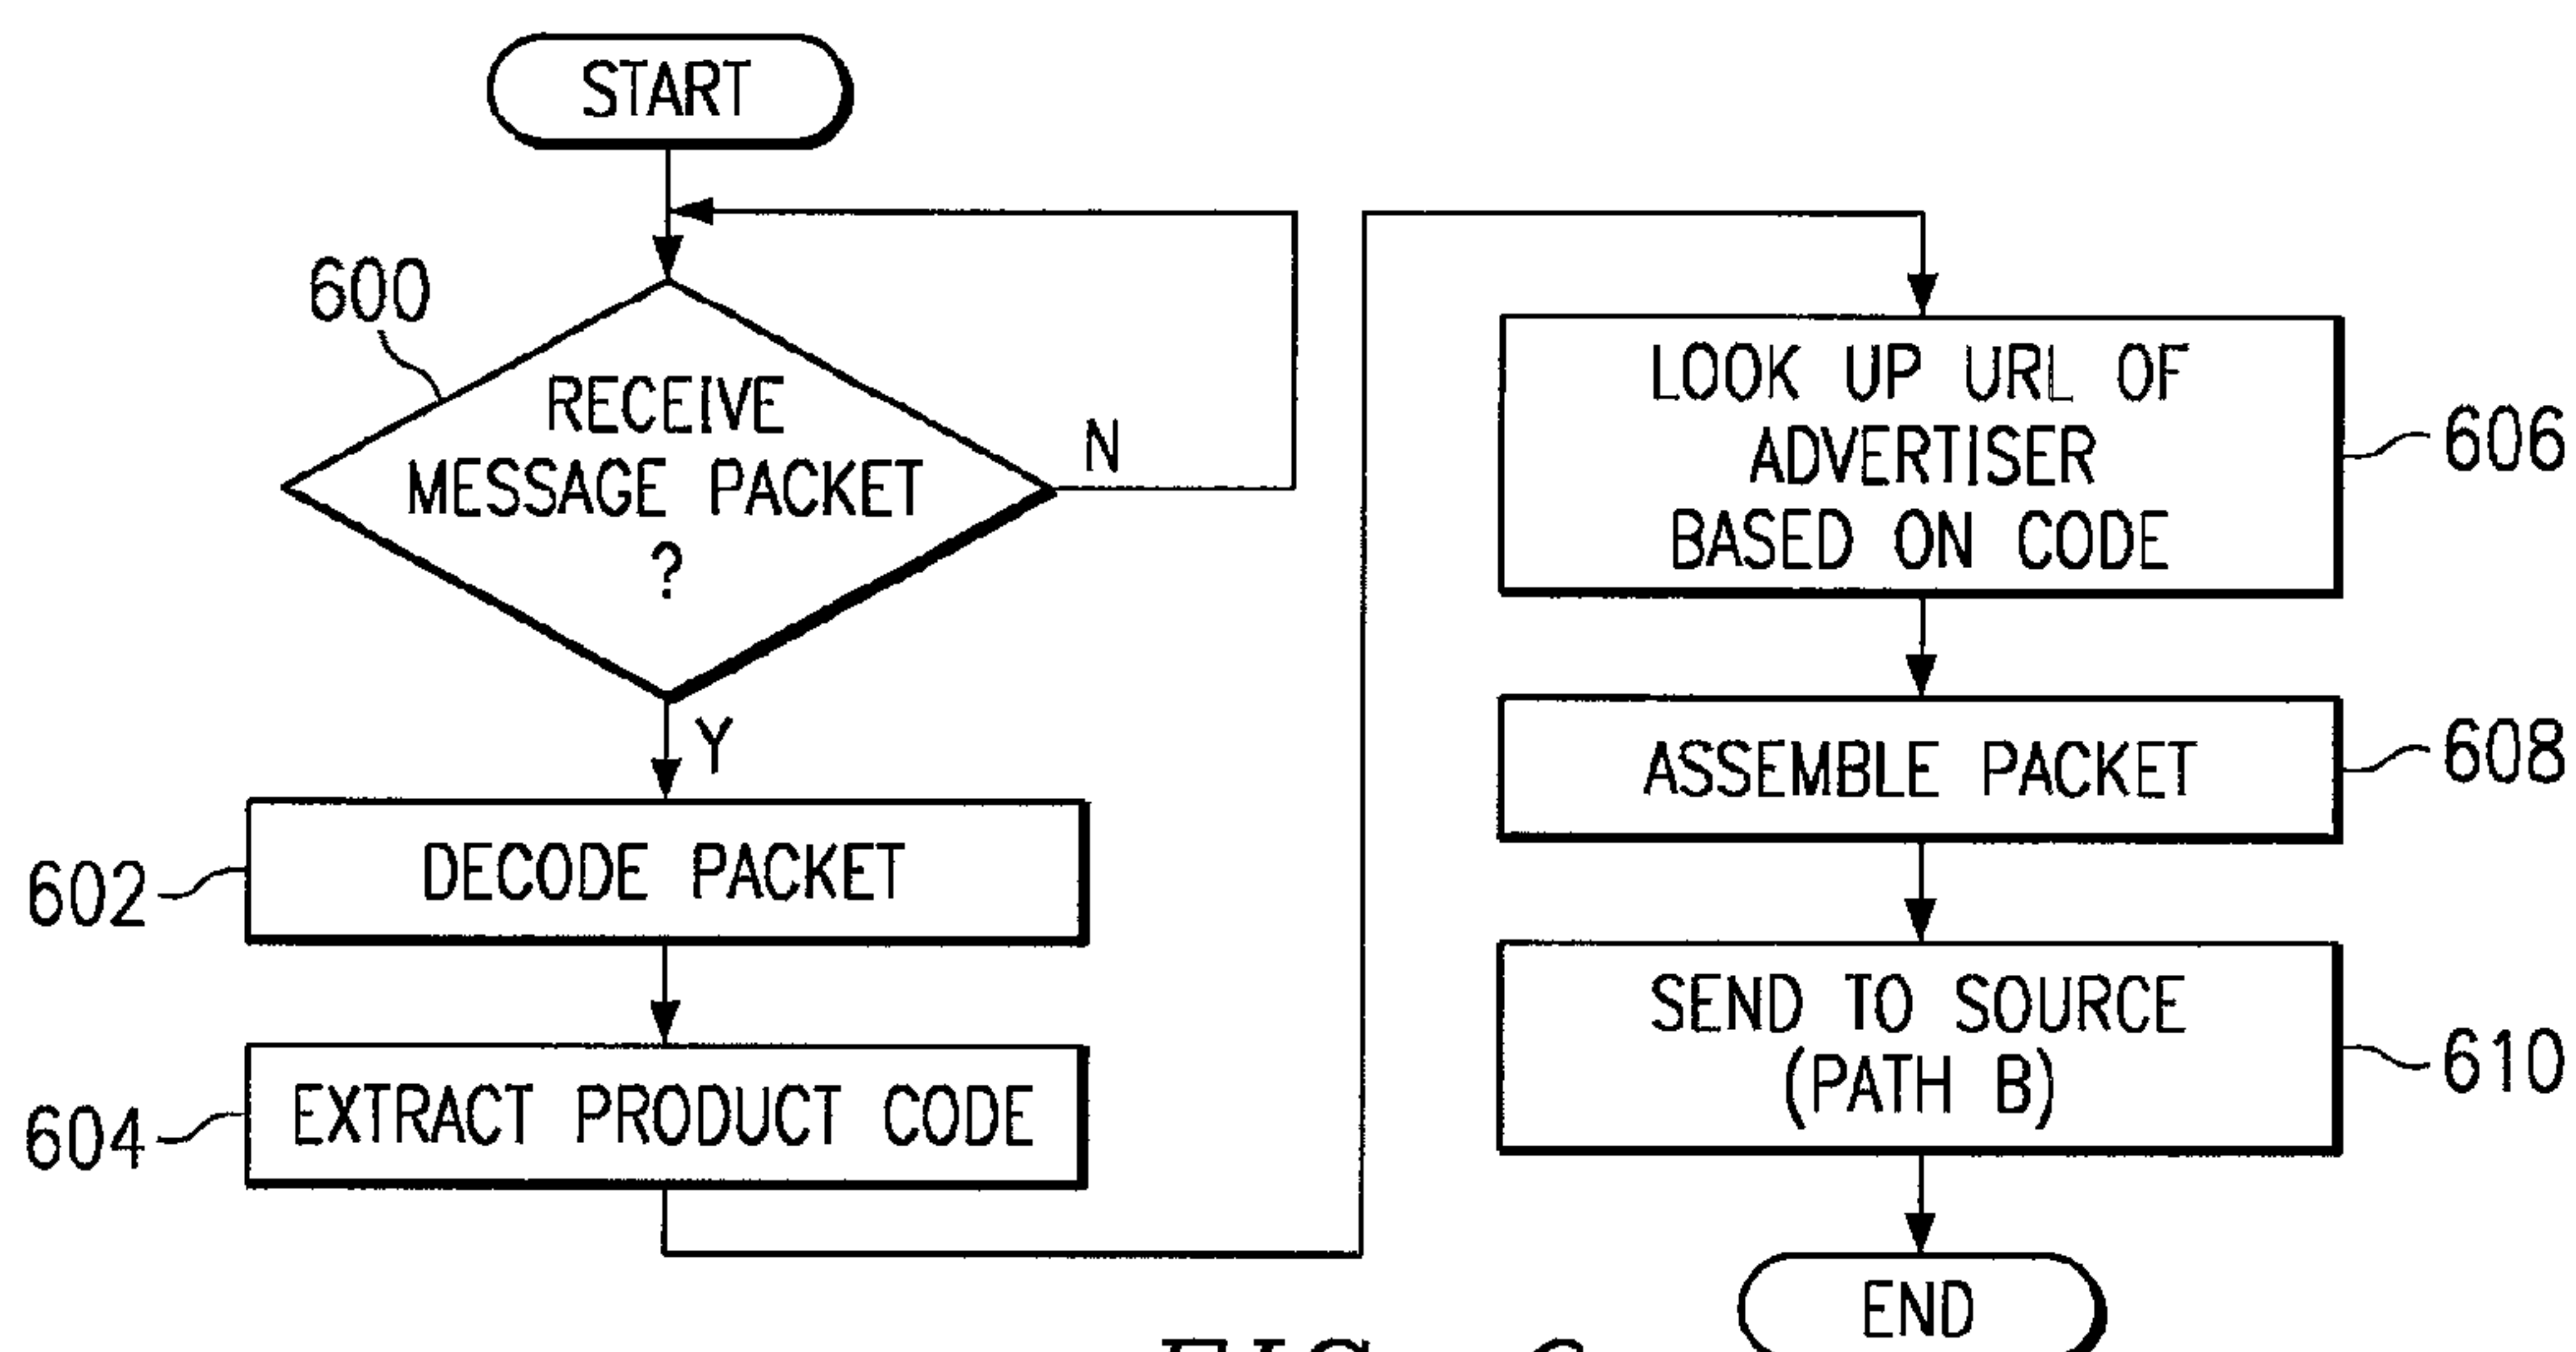 START
600
RECEIVE
MESSAGE PACKET
?
N
Y
602
DECODE PACKET
604
EXTRACT PRODUCT CODE
LOOK UP URL OF
ADVERTISER
BASED ON CODE
606
ASSEMBLE PACKET
608
SEND TO SOURCE
(PATH B)
610
END